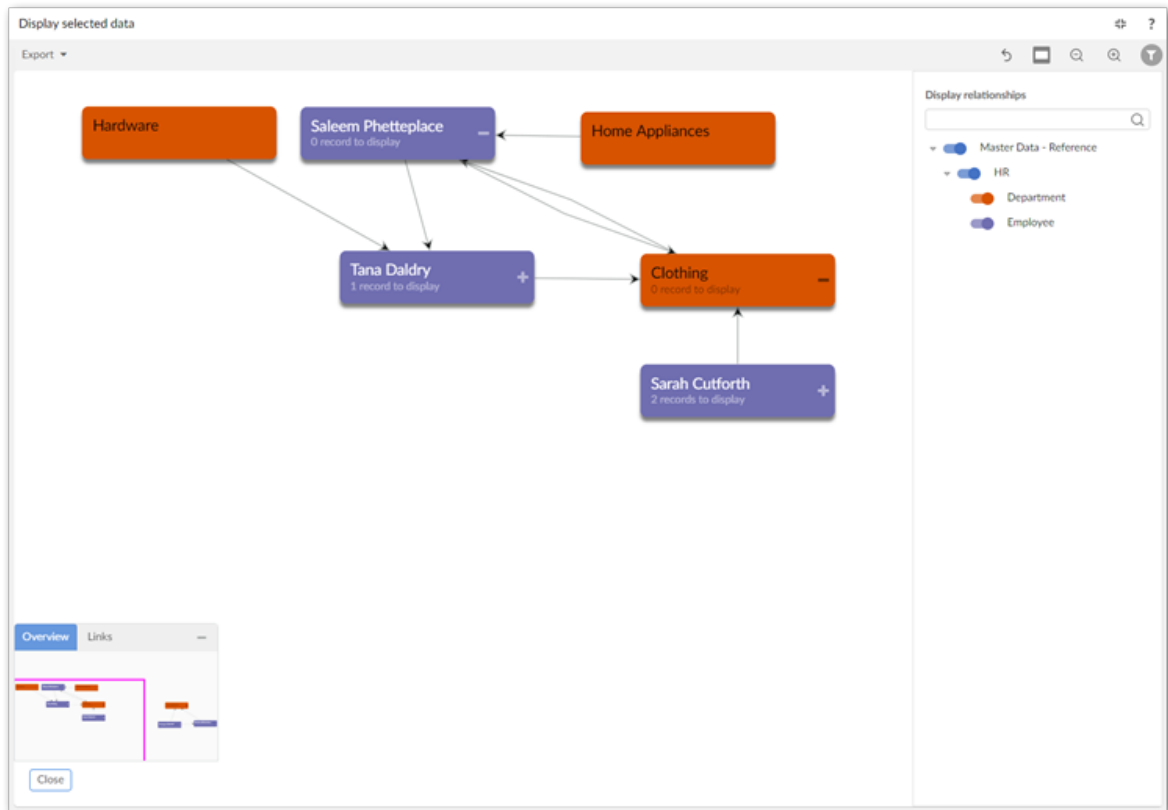 Display selected data
?
Export
Display relationships
Hardware
Saleem Phetteplace
0 record to display
Home Appliances
Master Data - Reference
HR
Department
Employee
Tana Daldry
1 record to display
Clothing
0 record to display
Sarah Cutforth
2 records to display
Overview
Links
Close